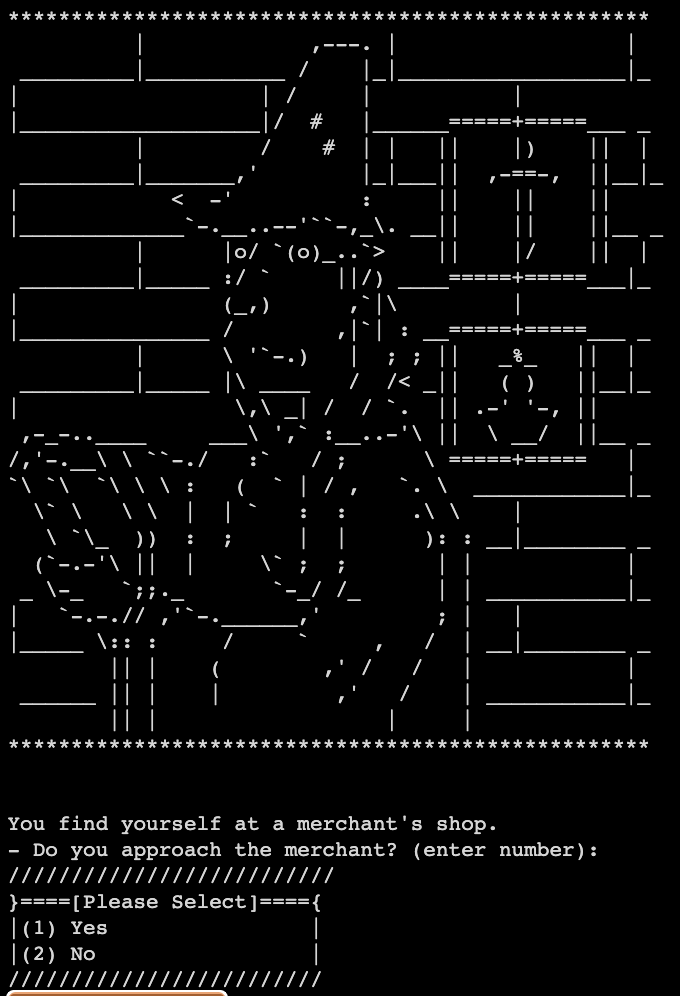 You find yourself at a merchant's shop.
- Do you approach the merchant? (enter number):
}====[Please Select]===={
|(1) Yes |
|(2) No |